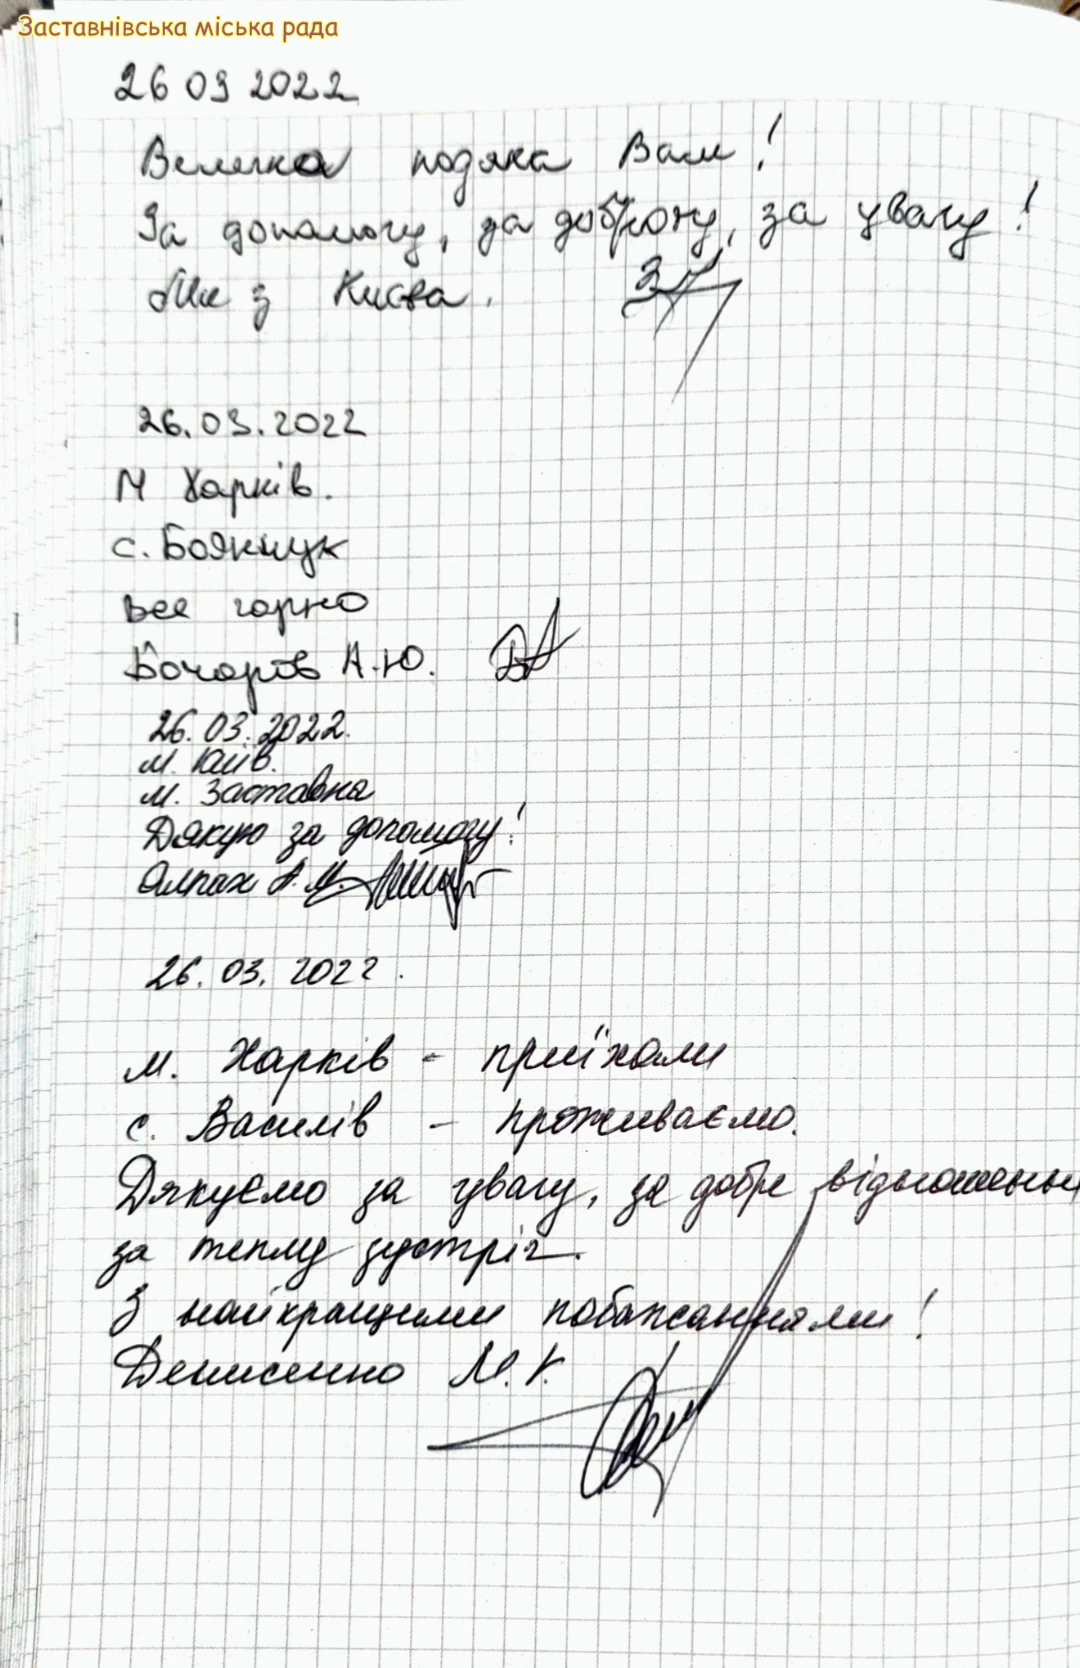 Заставнівська міська рада
26 03 2022
Велика подяка Вам!
За допомогу, за доброту, за увагу!
Ми з Києва.
26.03.2022
М Харків.
с. Боянчук
все гарно
Бочаров А.Ю.
26.03.2022.
м. Київ.
м. Заставна
Дякую за допомогу!
А.М.
26.03.2022.
м. Харків - приїхали
с. Василів - проживаємо.
Дякуємо за увагу, за добре відношення
за теплу зустріч.
З найкращими побажаннями!
Денисенко М.Г.